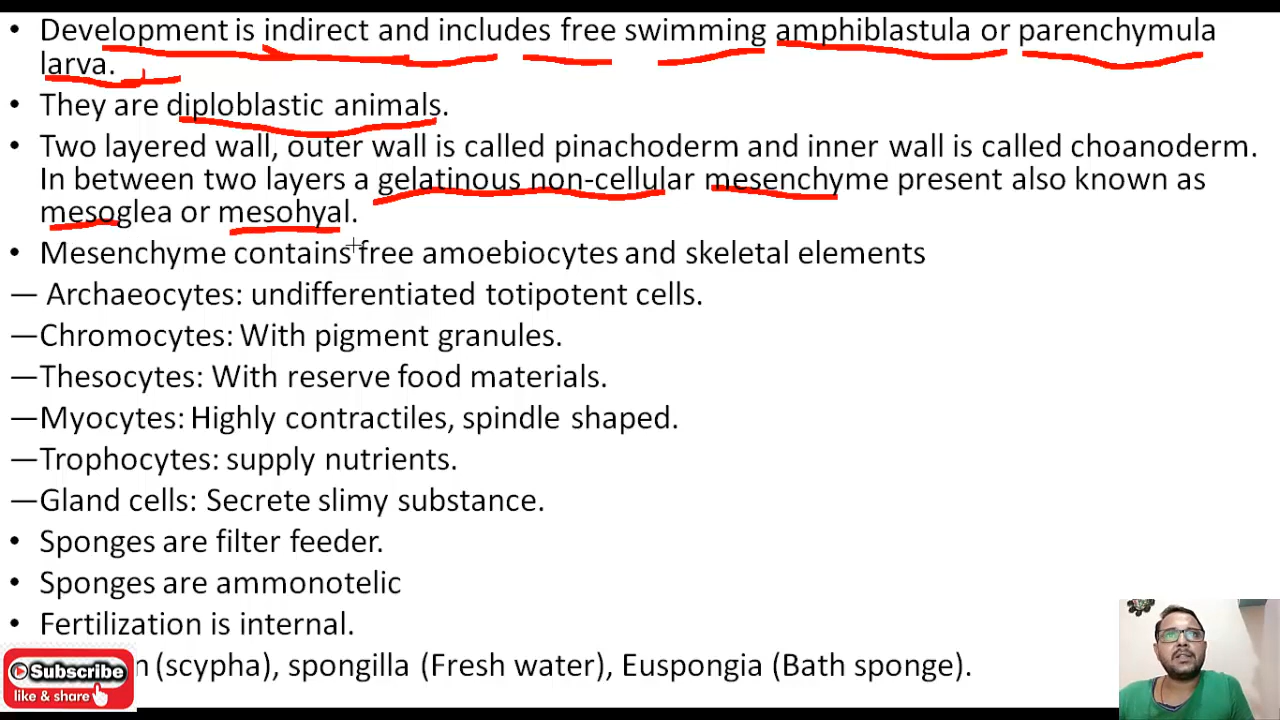 • Development is indirect and includes free swimming amphiblastula or parenchymula
larva.
• They are diploblastic animals.
• Two layered wall, outer wall is called pinachoderm and inner wall is called choanoderm.
In between two layers a gelatinous non-cellular mesenchyme present also known as
mesoglea or mesohyal.
• Mesenchyme contains free amoebiocytes and skeletal elements
— Archaeocytes: undifferentiated totipotent cells.
—Chromocytes: With pigment granules.
—Thesocytes: With reserve food materials.
—Myocytes: Highly contractiles, spindle shaped.
—Trophocytes: supply nutrients.
—Gland cells: Secrete slimy substance.
• Sponges are filter feeder.
• Sponges are ammonotelic
• Fertilization is internal.
(scypha), spongilla (Fresh water), Euspongia (Bath sponge).
Subscribe
like & share